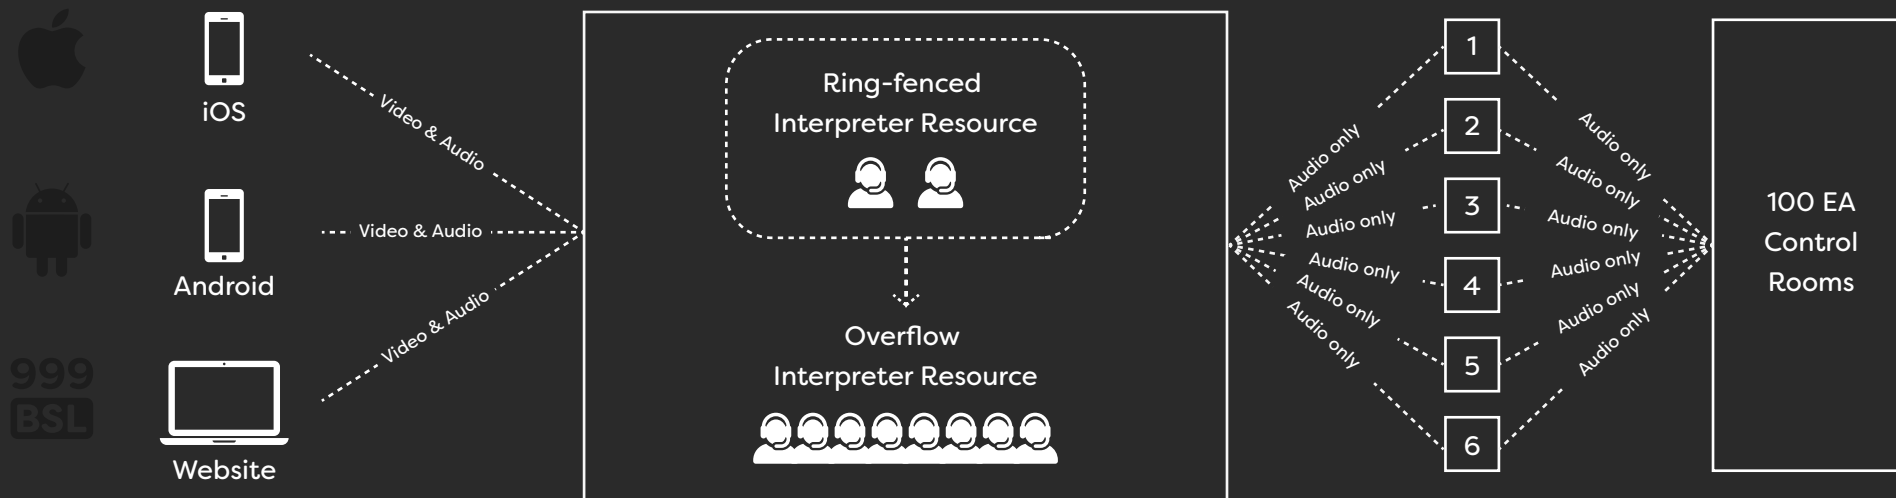 iOS
Video & Audio
Android
Video & Audio
999
BSL
Website
Video & Audio
Ring-fenced
Interpreter Resource
Overflow
Interpreter Resource
Audio only
Audio only
Audio only
Audio only
Audio only
Audio only
1
2
3
4
5
6
Audio only
Audio only
Audio only
Audio only
Audio only
Audio only
100 EA
Control
Rooms